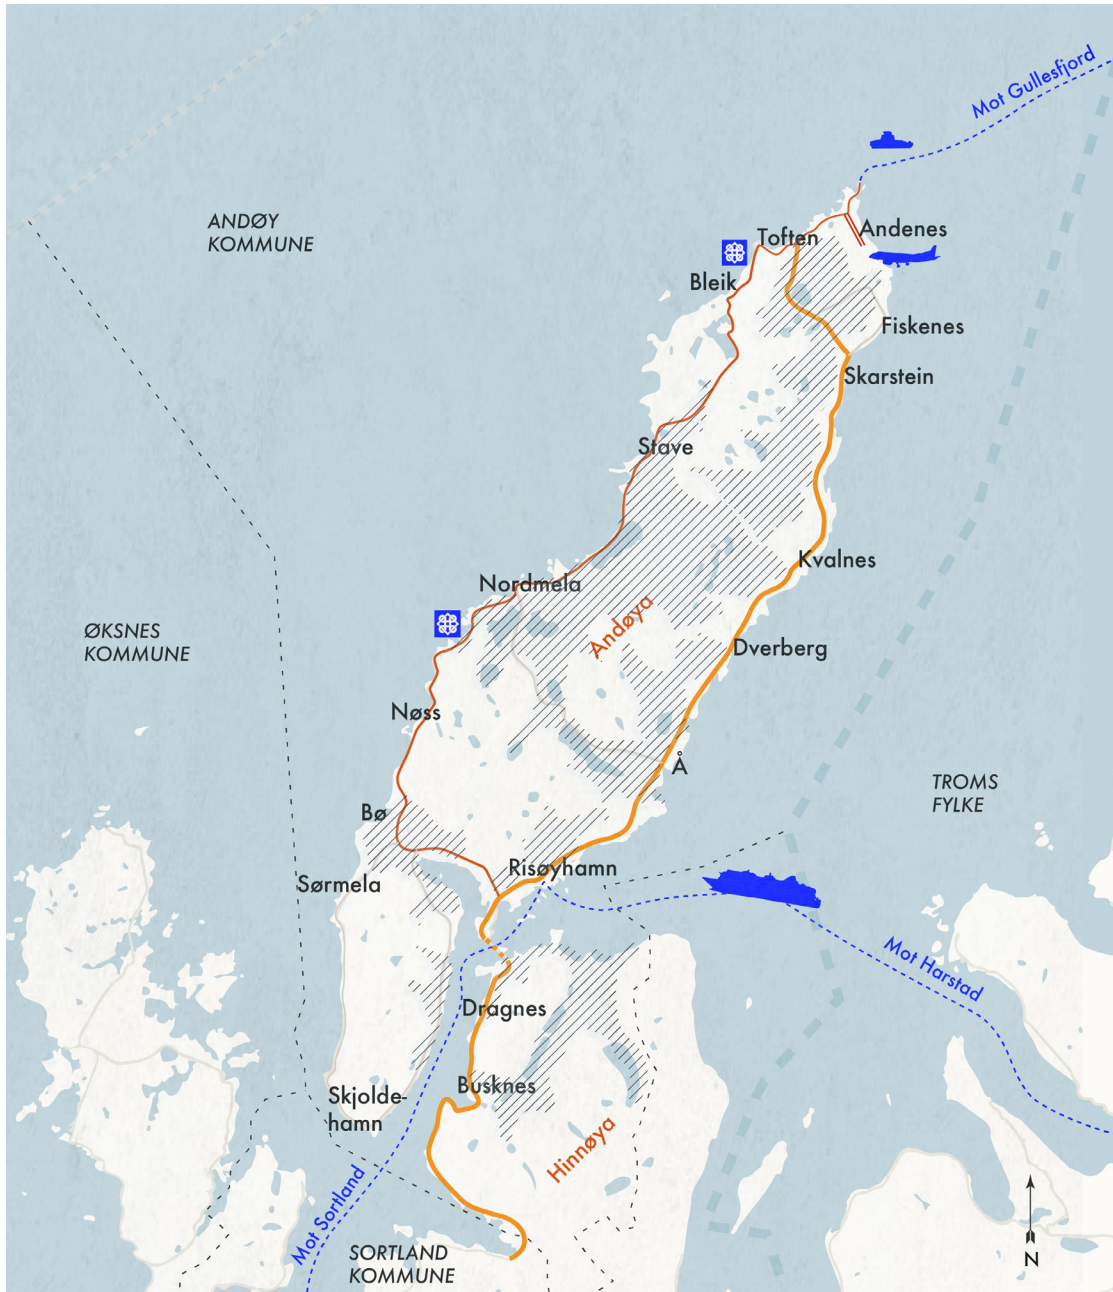 Mot Gullesfjord
ANDØY
KOMMUNE
Andenes
Toften
Bleik
Fiskenes
Skarstein
Stave
Kvalnes
Nordmela
Andøya
ØKSNES
KOMMUNE
Dverberg
Nøss
Å
TROMS
FYLKE
Bø
Risøyhamn
Sørmela
Mot Harstad
Dragnes
Busknes
Skjolde-
hamn
Hinnøya
Mot Sortland
SORTLAND
KOMMUNE
N